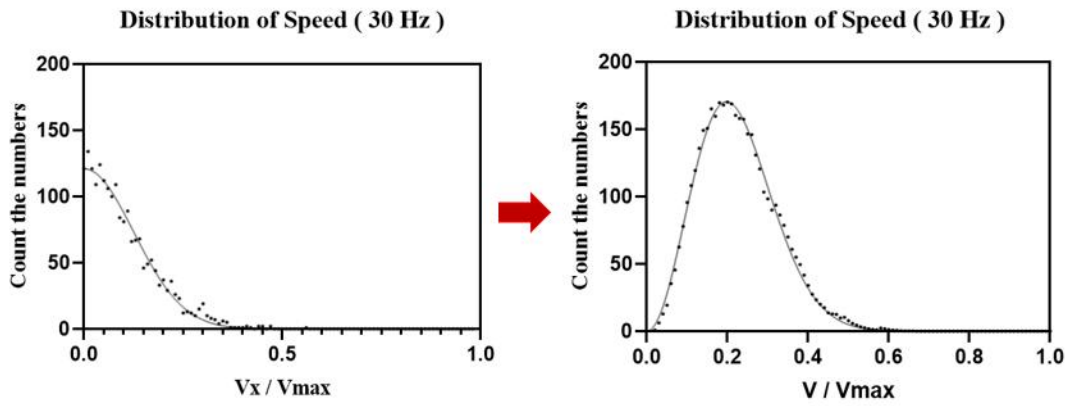 Distribution of Speed ( 30 Hz )
Count the numbers
200
150
100
50
0
0.0 0.5 1.0
Vx / Vmax
Distribution of Speed ( 30 Hz )
Count the numbers
200
150
100
50
0
0.0 0.2 0.4 0.6 0.8 1.0
V / Vmax